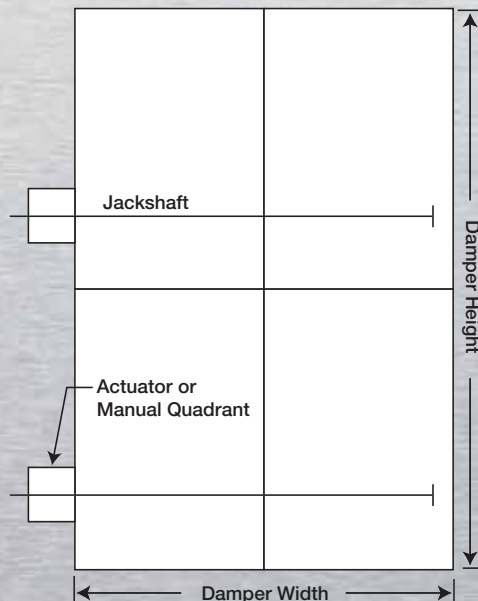 Jackshaft
Damper Height
Actuator or
Manual Quadrant
Damper Width